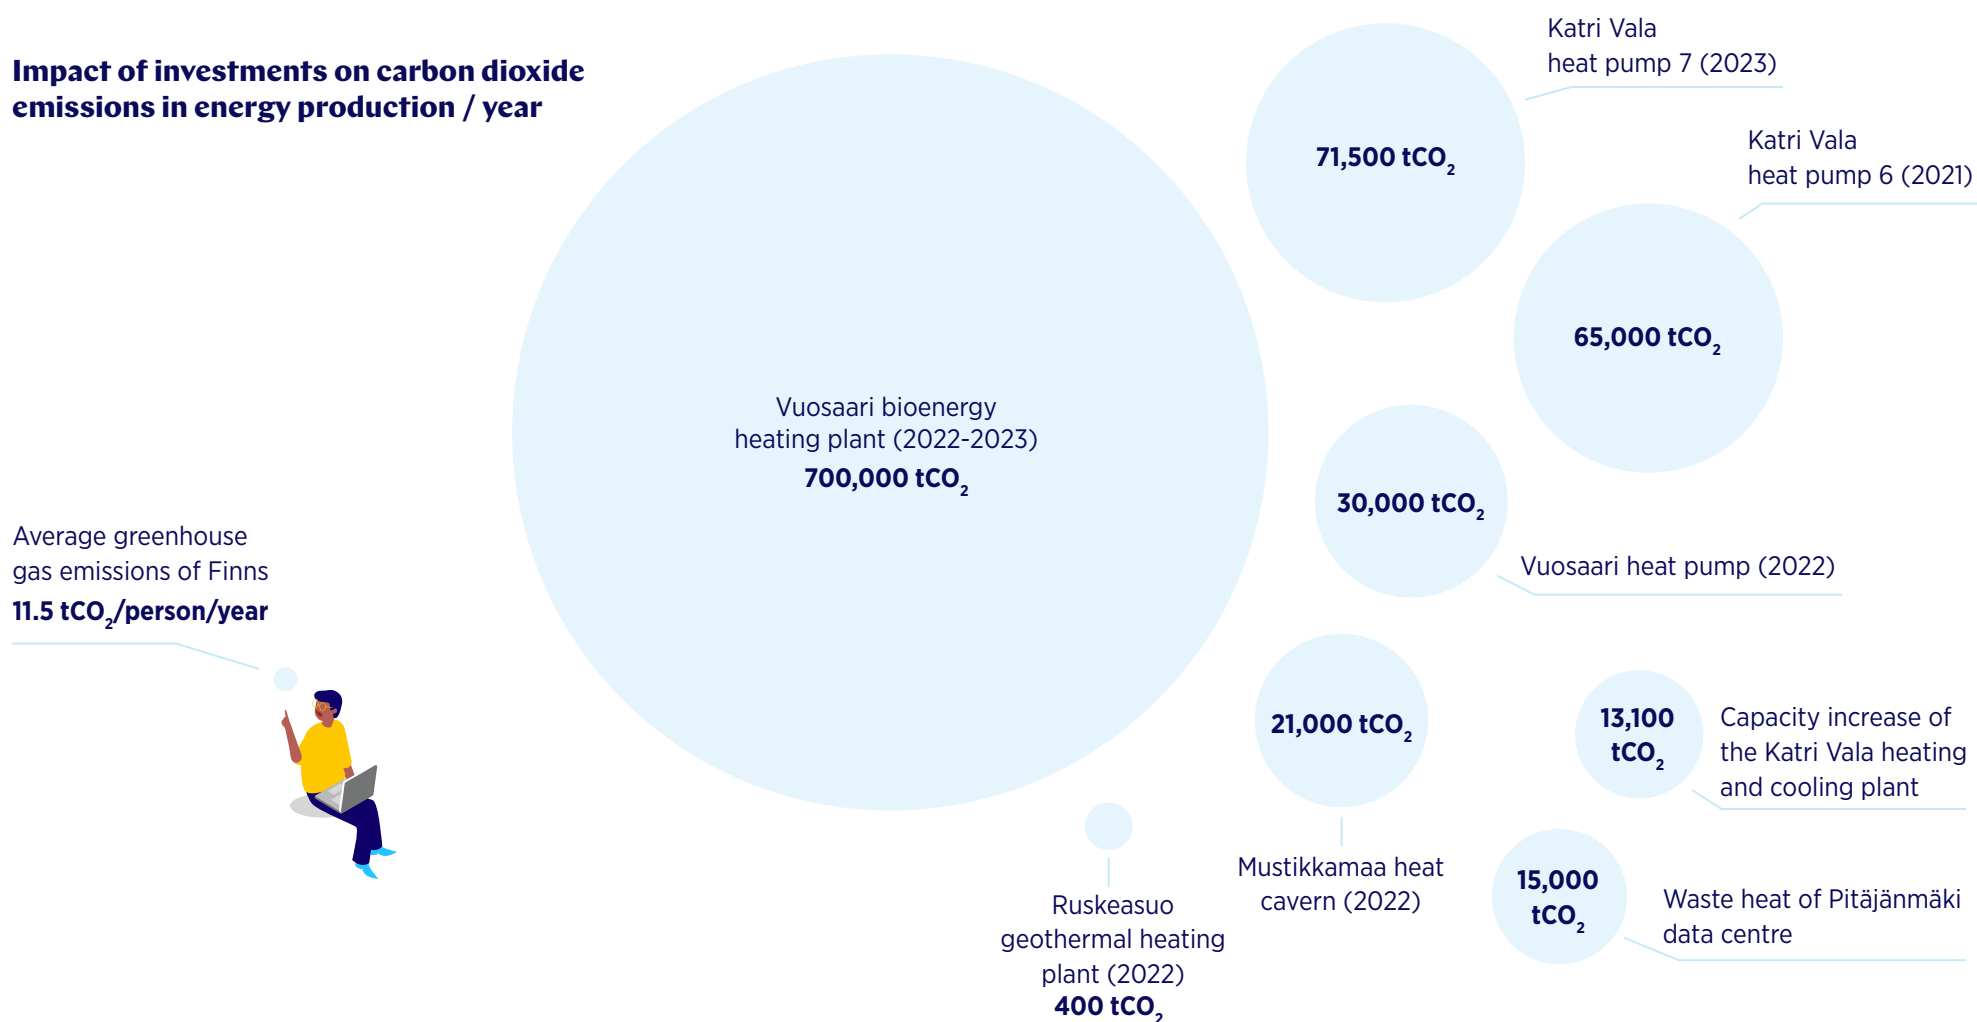 Impact of investments on carbon dioxide
emissions in energy production / year
Katri Vala
heat pump 7 (2023)
71,500 tCO₂
Katri Vala
heat pump 6 (2021)
65,000 tCO₂
Vuosaari bioenergy
heating plant (2022-2023)
700,000 tCO₂
30,000 tCO₂
Vuosaari heat pump (2022)
Average greenhouse
gas emissions of Finns
11.5 tCO₂/person/year
21,000 tCO₂
Mustikkamaa heat
cavern (2022)
13,100
tCO₂
Capacity increase of
the Katri Vala heating
and cooling plant
15,000
tCO₂
Waste heat of Pitäjänmäki
data centre
Ruskeasuo
geothermal heating
plant (2022)
400 tCO₂